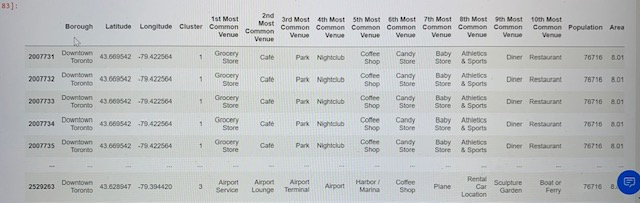 83]:
Borough Latitude Longitude Cluster 1st Most Common Venue 2nd Most Common Venue 3rd Most Common Venue 4th Most Common Venue 5th Most Common Venue 6th Most Common Venue 7th Most Common Venue 8th Most Common Venue 9th Most Common Venue 10th Most Common Venue Population Area
2007731 Downtown Toronto 43.669542 -79.422564 1 Grocery Store Café Park Nightclub Coffee Shop Candy Store Baby Store Athletics & Sports Diner Restaurant 76716 8.01
2007732 Downtown Toronto 43.669542 -79.422564 1 Grocery Store Café Park Nightclub Coffee Shop Candy Store Baby Store Athletics & Sports Diner Restaurant 76716 8.01
2007733 Downtown Toronto 43.669542 -79.422564 1 Grocery Store Café Park Nightclub Coffee Shop Candy Store Baby Store Athletics & Sports Diner Restaurant 76716 8.01
2007734 Downtown Toronto 43.669542 -79.422564 1 Grocery Store Café Park Nightclub Coffee Shop Candy Store Baby Store Athletics & Sports Diner Restaurant 76716 8.01
2007735 Downtown Toronto 43.669542 -79.422564 1 Grocery Store Café Park Nightclub Coffee Shop Candy Store Baby Store Athletics & Sports Diner Restaurant 76716 8.01
... ... ... ... ... ... ... ... ... ... ... ... ... ... ... ...
2529263 Downtown Toronto 43.628947 -79.394420 3 Airport Service Airport Lounge Airport Terminal Airport Harbor / Marina Coffee Shop Plane Rental Car Location Sculpture Garden Boat or Ferry 76716 8.